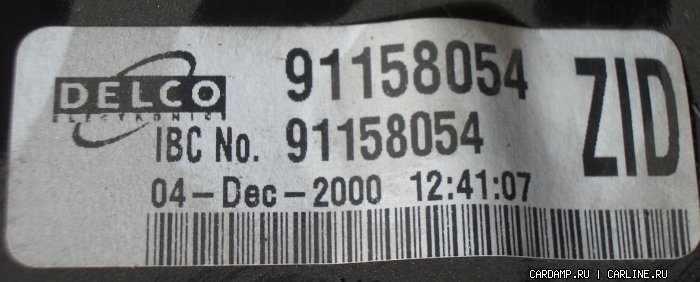 DELCO
ELECTRONICS
91158054
IBC No. 91158054
ZID
04-Dec-2000 12:41:07
CARDAMP.RU | CARLINE.RU